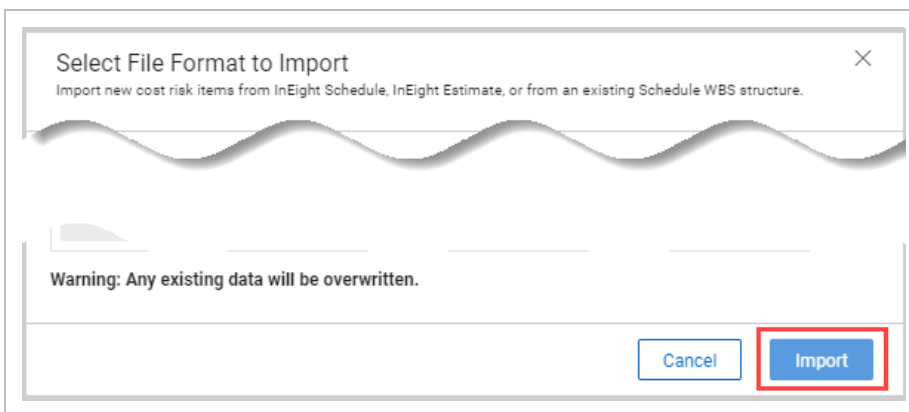 Select File Format to Import
Import new cost risk items from InEight Schedule, InEight Estimate, or from an existing Schedule WBS structure.
Warning: Any existing data will be overwritten.
Cancel
Import